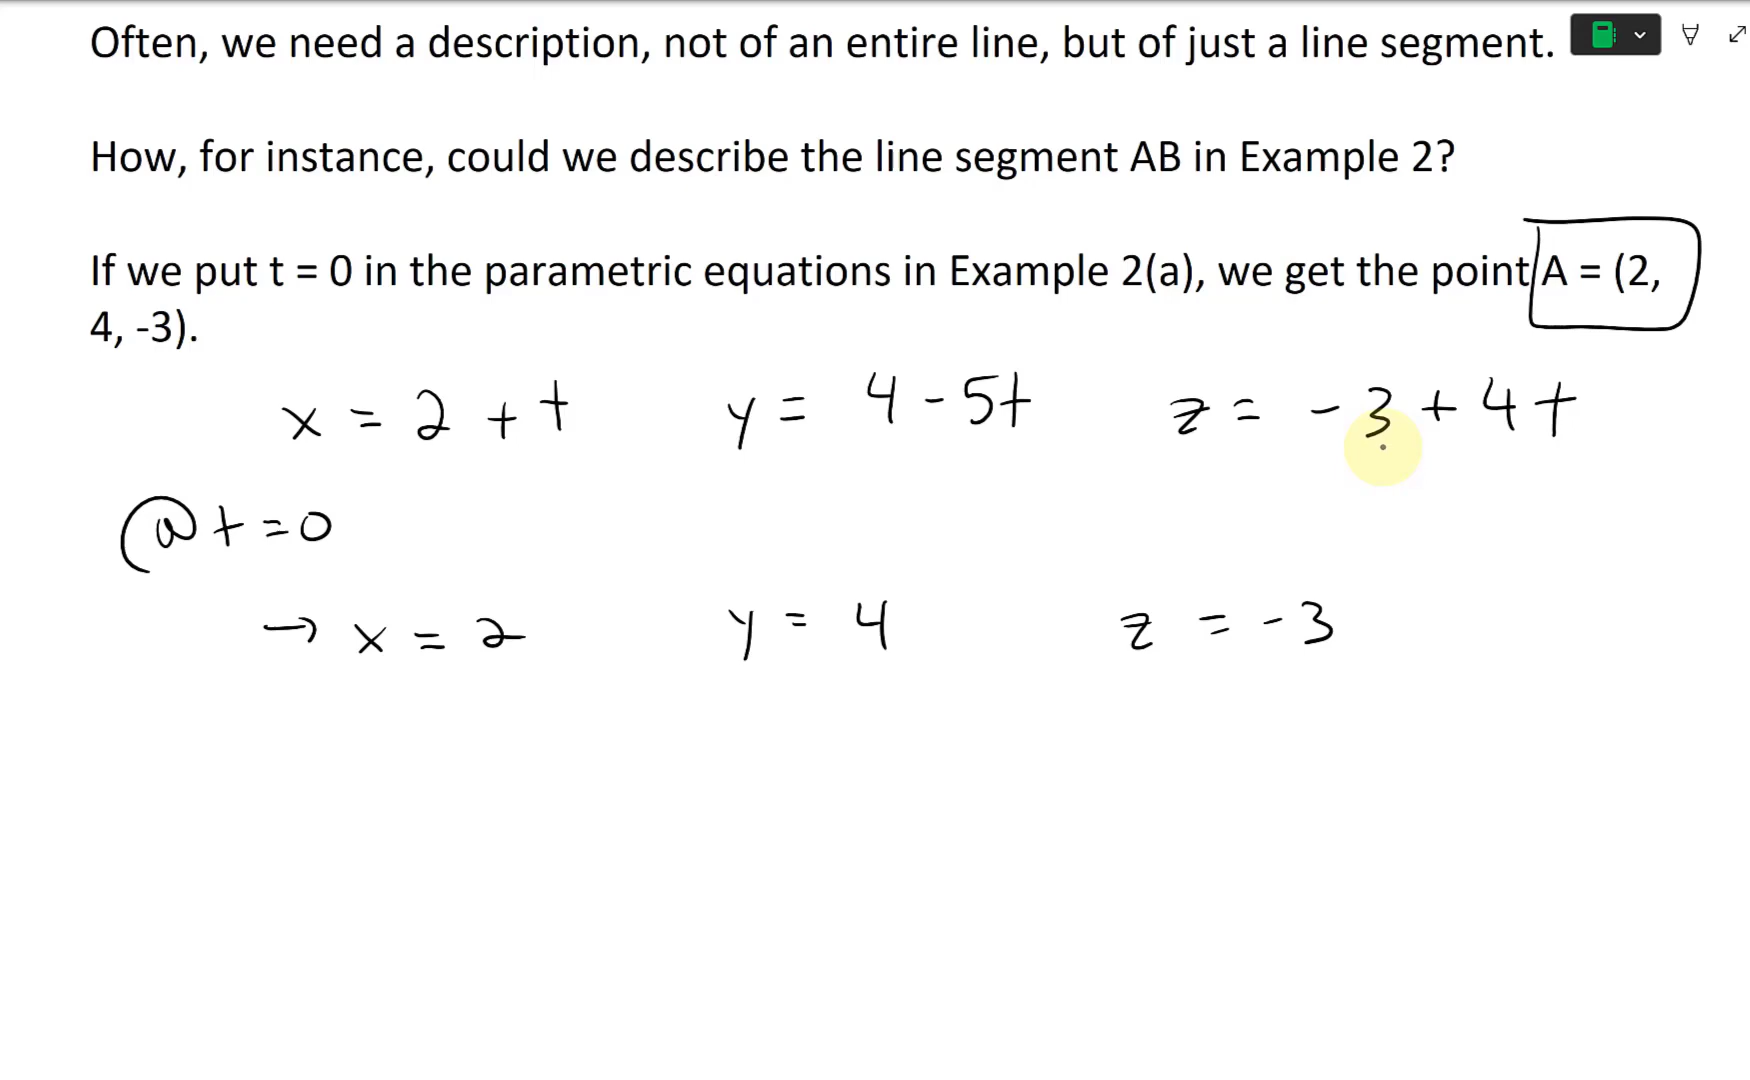 Often, we need a description, not of an entire line, but of just a line segment.
How, for instance, could we describe the line segment AB in Example 2?
If we put t = 0 in the parametric equations in Example 2(a), we get the point A = (2,
4, -3).
x = 2 + t y = 4 - 5t z = -3 + 4t
@ t = 0
→ x = 2 y = 4 z = -3